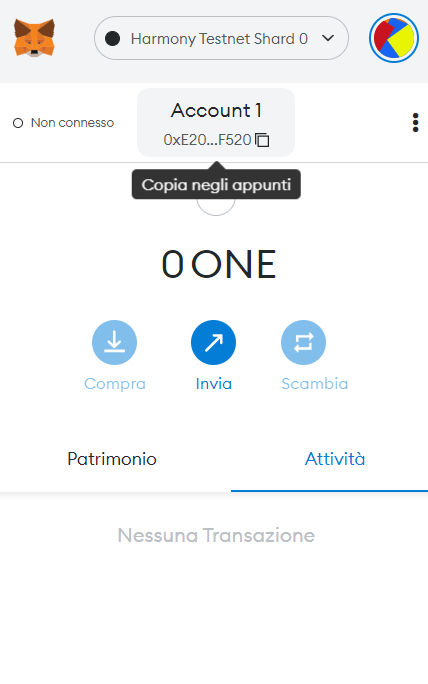 Harmony Testnet Shard 0
Non connesso
Account 1
0xE20...F520
Copia negli appunti
0 ONE
Compra
Invia
Scambia
Patrimonio
Attività
Nessuna Transazione